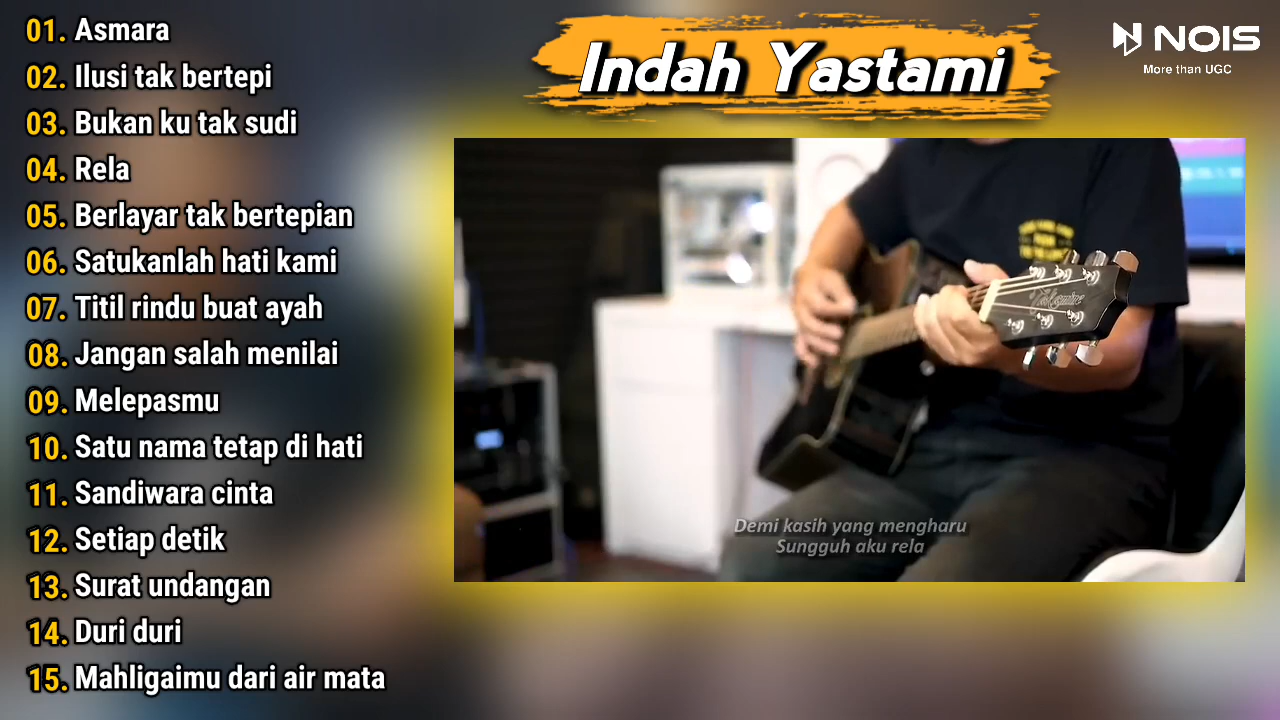 01. Asmara
02. Ilusi tak bertepi
03. Bukan ku tak sudi
04. Rela
05. Berlayar tak bertepian
06. Satukanlah hati kami
07. Titil rindu buat ayah
08. Jangan salah menilai
09. Melepasmu
10. Satu nama tetap di hati
11. Sandiwara cinta
12. Setiap detik
13. Surat undangan
14. Duri duri
15. Mahligaimu dari air mata
Indah Yastami
NOIS
More than UGC
Takamine
Demi kasih yang mengharu
Sungguh aku rela